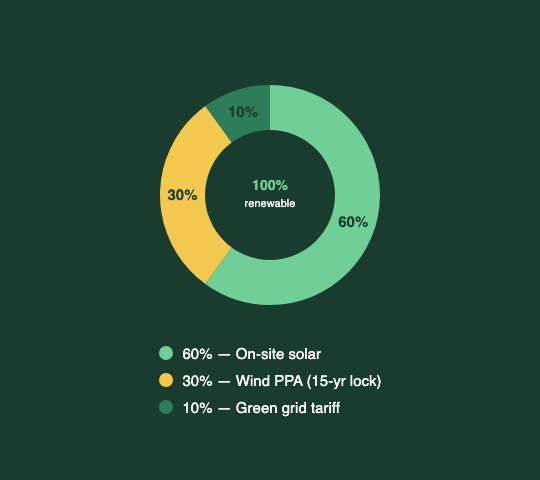 10%
100%
30%
renewable
60%
60% — On-site solar
30% — Wind PPA (15-yr lock)
10% — Green grid tariff